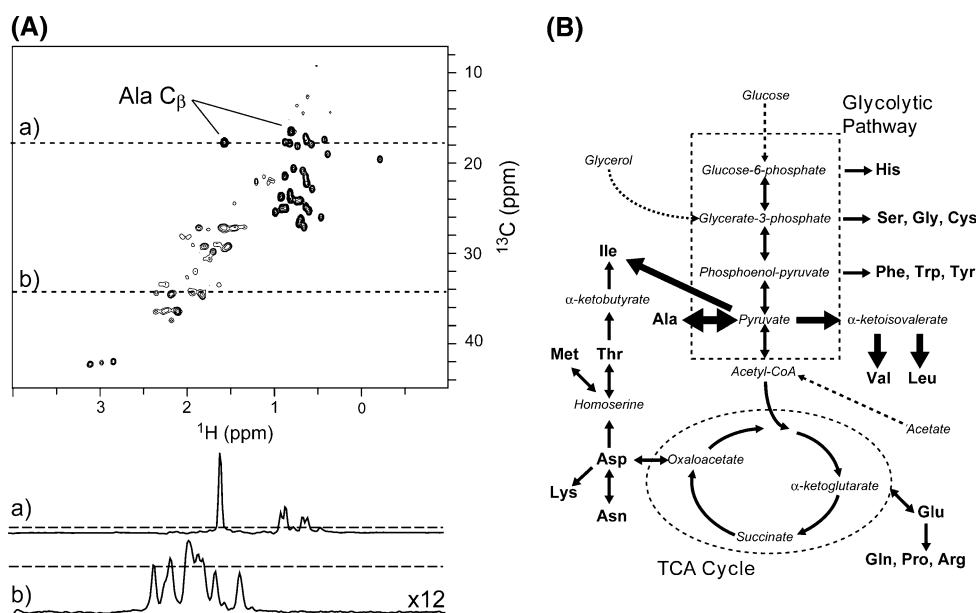 (A)
10
Ala Cβ
a)
20
¹³C (ppm)
30
b)
40
3 2 1 0
¹H (ppm)
a)
b)
x12
(B)
Glucose
Glycolytic
Pathway
Glycerol
Glucose-6-phosphate
His
Glycerate-3-phosphate
Ser, Gly, Cys
Ile
Phosphoenol-pyruvate
Phe, Trp, Tyr
α-ketobutyrate
Ala
Pyruvate
α-ketoisovalerate
Met
Thr
Acetyl-CoA
Val
Leu
Homoserine
Acetate
Asp
Oxaloacetate
Lys
α-ketoglutarate
Asn
Glu
Succinate
Gln, Pro, Arg
TCA Cycle